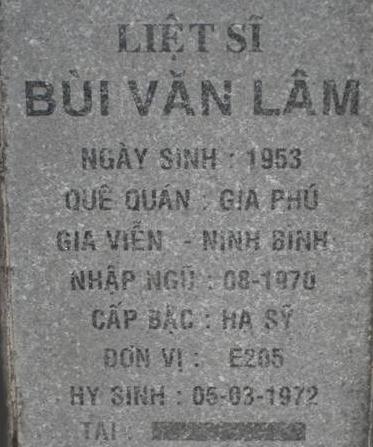 LIỆT SĨ
BÙI VĂN LÂM
NGÀY SINH : 1953
QUÊ QUÁN : GIA PHÚ
GIA VIỄN - NINH BÌNH
NHẬP NGŨ : 08-1970
CẤP BẬC : HẠ SỸ
ĐƠN VỊ : E205
HY SINH : 05-03-1972
TẠI :